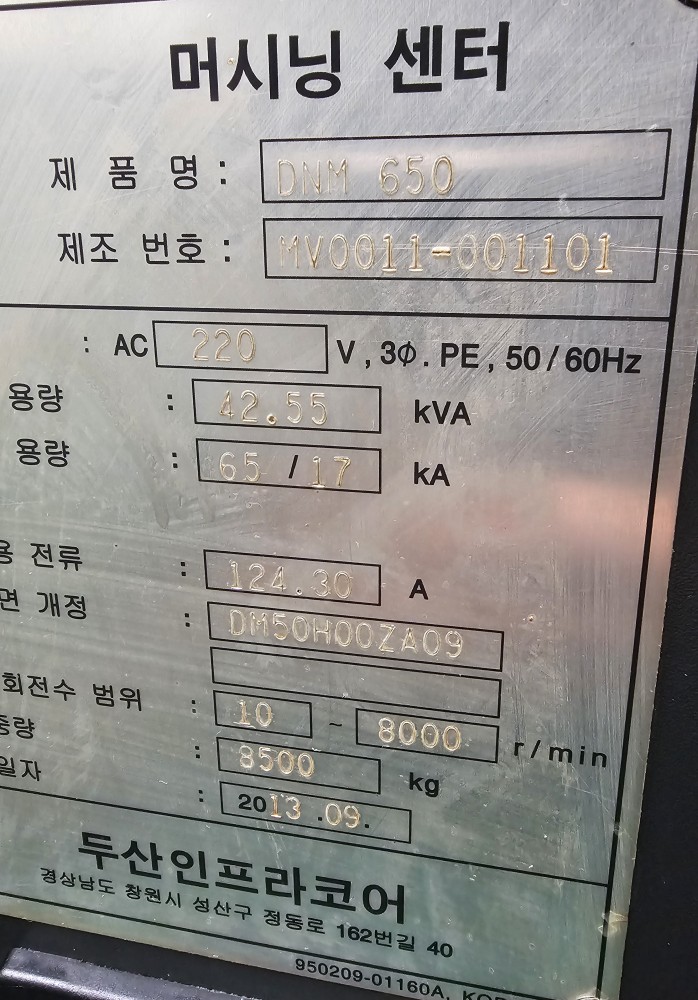 머시닝 센터
제 품 명 : DNM 650
제조 번호 : MV0011-001101
: AC 220 V , 3Φ . PE , 50 / 60Hz
용량 : 42.55 kVA
용량 : 65 / 17 kA
용 전류 : 124.30 A
면 개정 : DM50H00ZA09
회전수 범위 : 10 ~ 8000 r/min
중량 : 8500 kg
일자 : 2013 .09.
두산인프라코어
경상남도 창원시 성산구 정동로 162번길 40
950209-01160A,